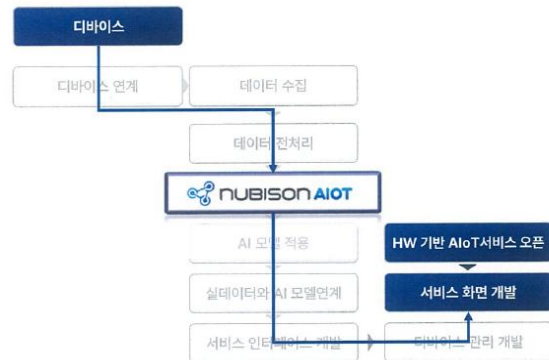 디바이스
디바이스 연계
데이터 수집
데이터 전처리
NUBISON AIOT
AI 모델 적용
HW 기반 AIoT서비스 오픈
실데이터와 AI 모델연계
서비스 화면 개발
서비스 인터페이스 개발
디바이스 관리 개발